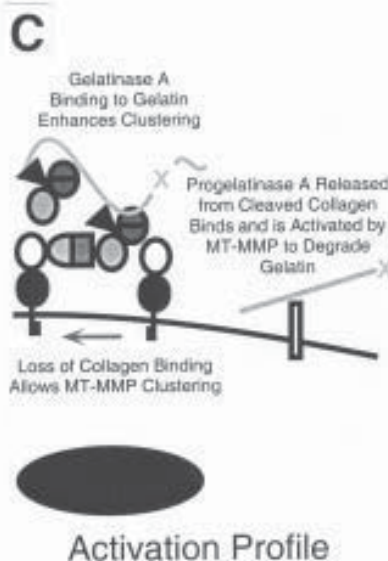 C
Gelatinase A
Binding to Gelatin
Enhances Clustering
Progelatinase A Released
from Cleaved Collagen
Binds and is Activated by
MT-MMP to Degrade
Gelatin
Loss of Collagen Binding
Allows MT-MMP Clustering
Activation Profile